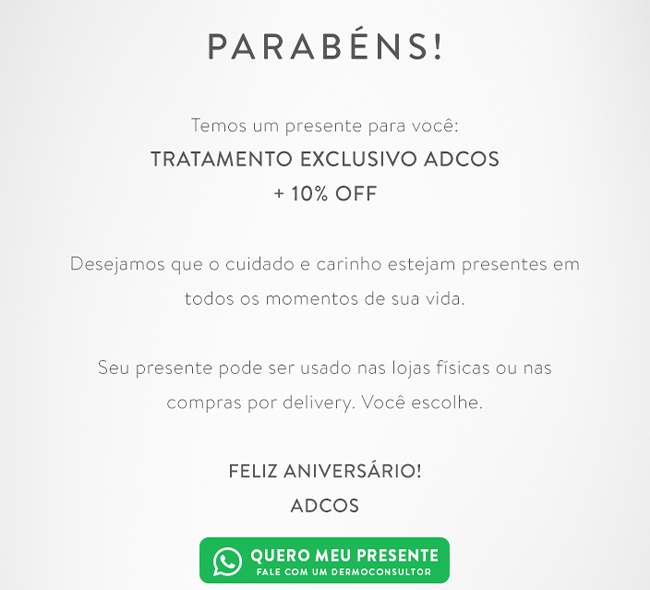 PARABÉNS!
Temos um presente para você:
TRATAMENTO EXCLUSIVO ADCOS
+ 10% OFF
Desejamos que o cuidado e carinho estejam presentes em
todos os momentos de sua vida.
Seu presente pode ser usado nas lojas físicas ou nas
compras por delivery. Você escolhe.
FELIZ ANIVERSÁRIO!
ADCOS
QUERO MEU PRESENTE
FALE COM UM DERMOCONSULTOR